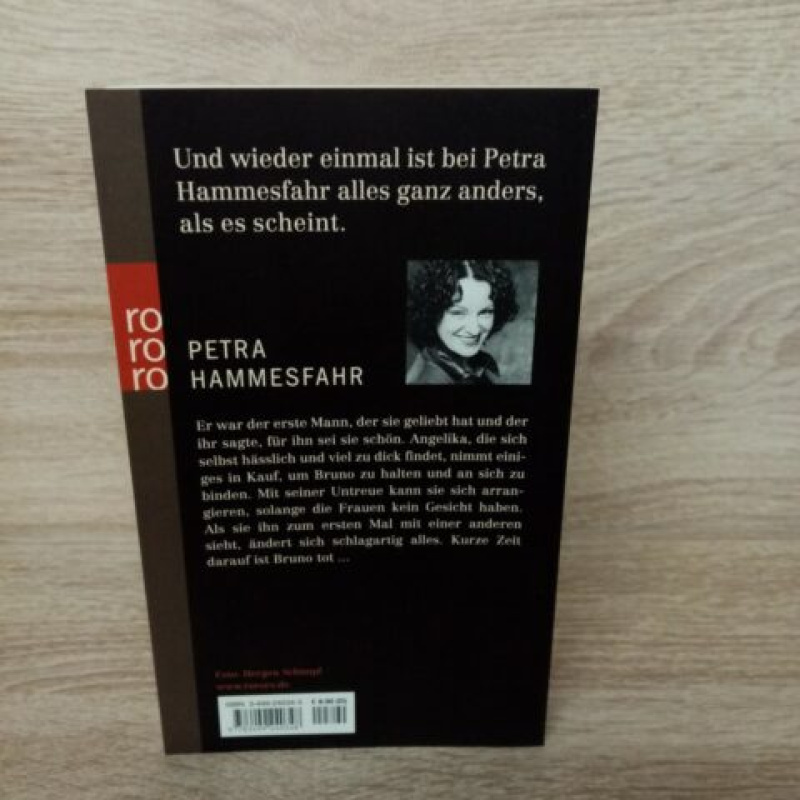 Und wieder einmal ist bei Petra
Hammesfahr alles ganz anders,
als es scheint.
ro
ro
ro
PETRA
HAMMESFAHR
Er war der erste Mann, der sie geliebt hat und der
ihr sagte, für ihn sei sie schön. Angelika, die sich
selbst hässlich und viel zu dick findet, nimmt eini-
ges in Kauf, um Bruno zu halten und an sich zu
binden. Mit seiner Untreue kann sie sich arran-
gieren, solange die Frauen kein Gesicht haben.
Als sie ihn zum ersten Mal mit einer anderen
sieht, ändert sich schlagartig alles. Kurze Zeit
darauf ist Bruno tot ...
www.rororo.de
ISBN